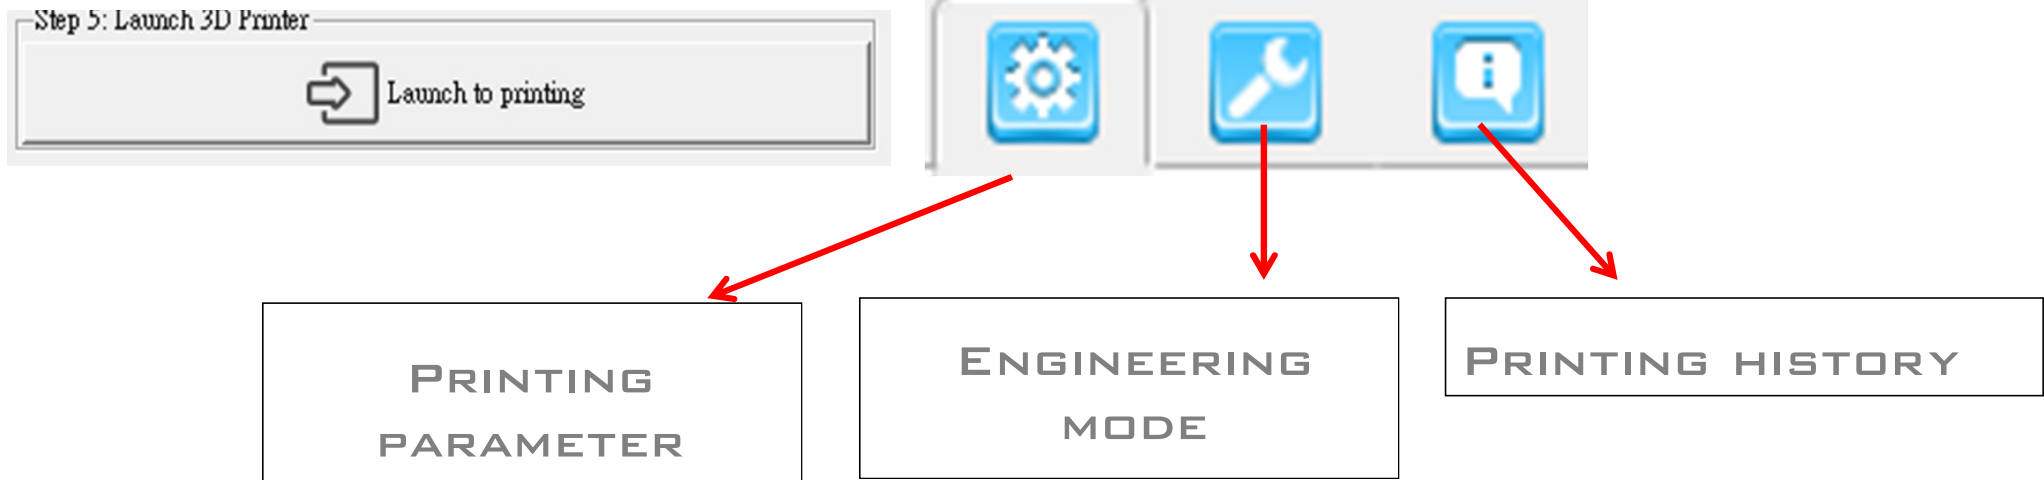 Step 5: Launch 3D Printer
Launch to printing
Printing
parameter
Engineering
mode
Printing history